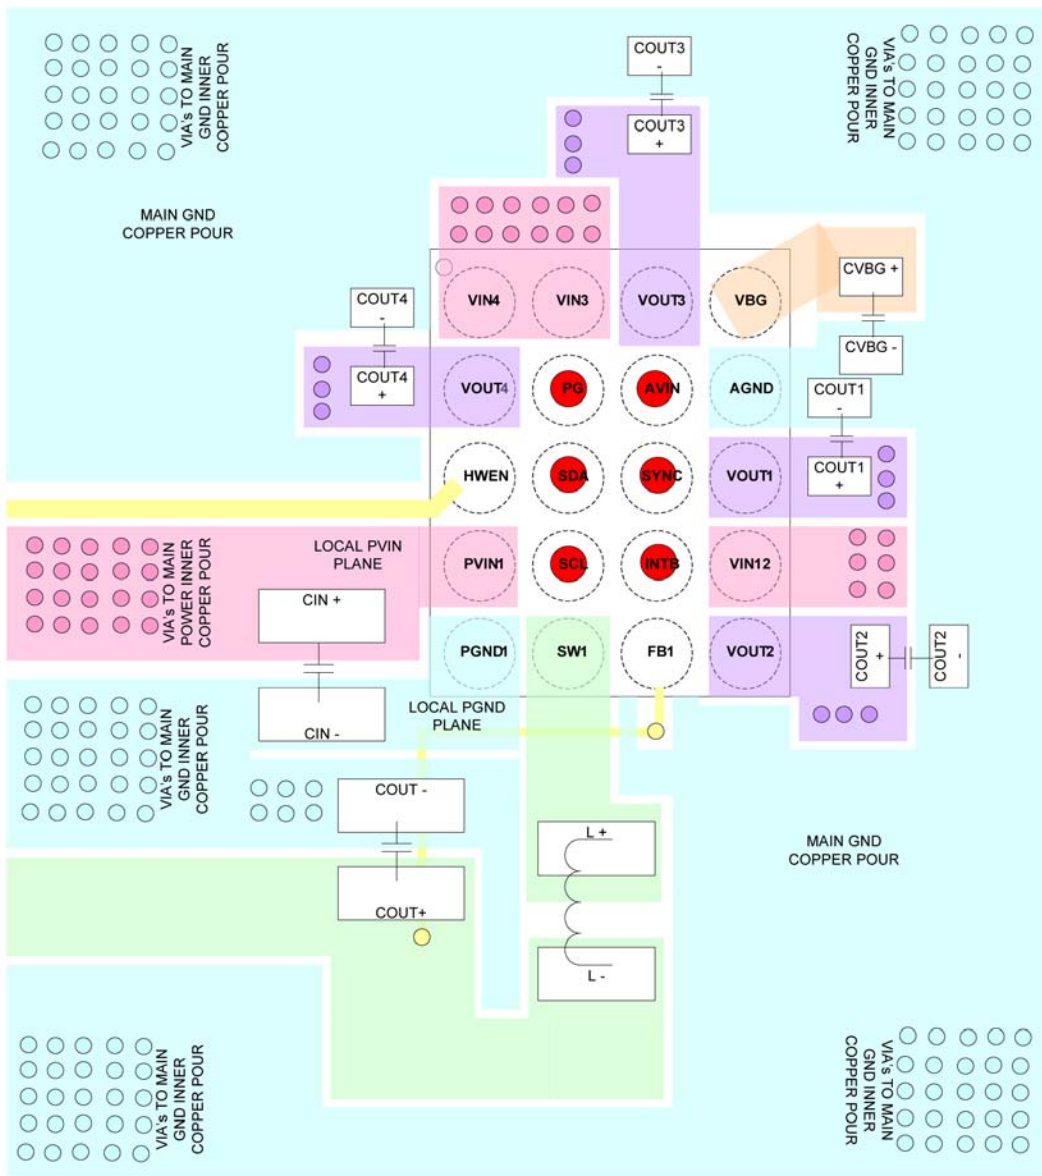 COUT3
-
COUT3
+
VIA's TO MAIN
GND INNER
COPPER POUR
VIA's TO MAIN
GND INNER
COPPER POUR
MAIN GND
COPPER POUR
VIN4
VIN3
VOUT3
VBG
CVBG +
CVBG -
COUT4
-
COUT4
+
VOUT4
PG
AVIN
AGND
COUT1
-
COUT1
+
HWEN
SDA
SYNC
VOUT1
LOCAL PVIN
PLANE
VIA's TO MAIN
POWER INNER
COPPER POUR
CIN +
CIN -
PVIN1
SCL
INTB
VIN12
PGND1
SW1
FB1
VOUT2
COUT2
+
COUT2
-
LOCAL PGND
PLANE
VIA's TO MAIN
GND INNER
COPPER POUR
COUT -
COUT+
L +
L -
MAIN GND
COPPER POUR
VIA's TO MAIN
GND INNER
COPPER POUR
VIA's TO MAIN
GND INNER
COPPER POUR